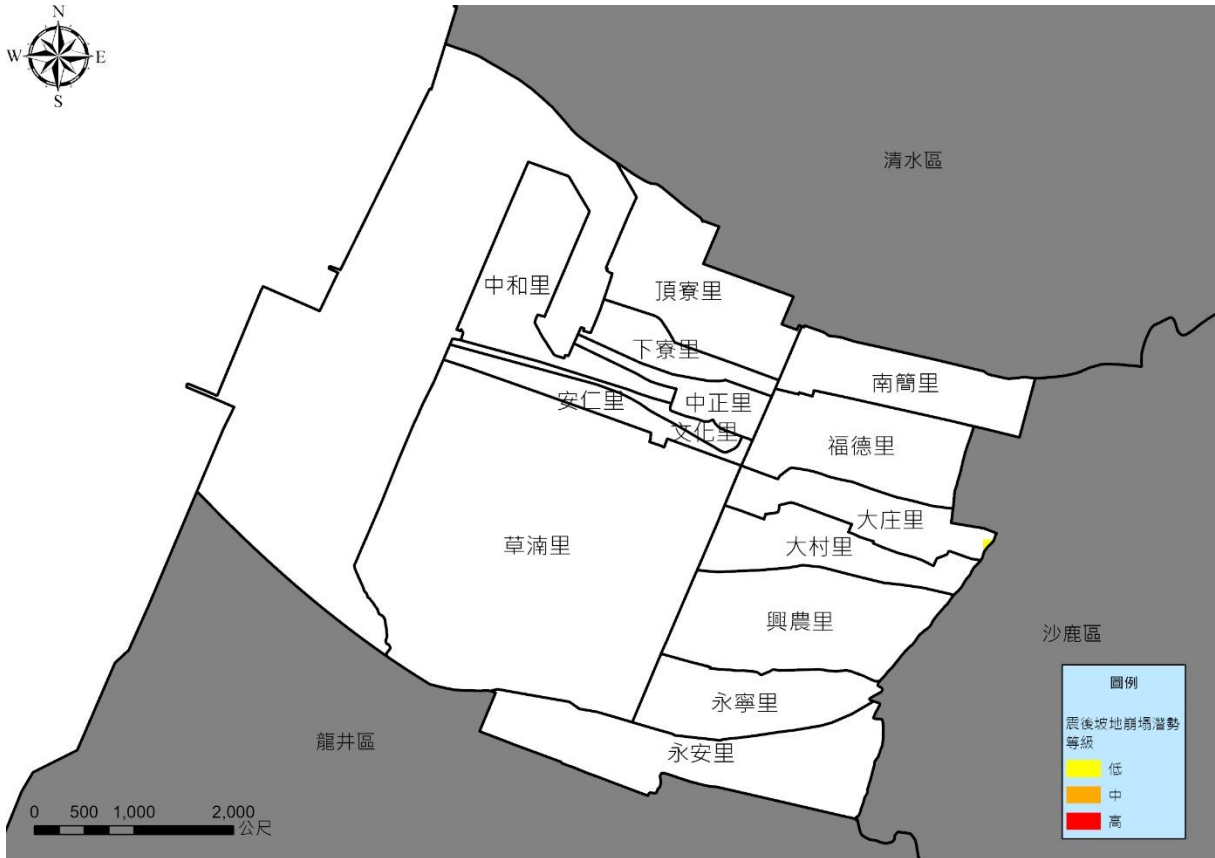 N
W
E
S
清水區
中和里
頂寮里
下寮里
南簡里
安仁里
中正里
文化里
福德里
大庄里
草湳里
大村里
興農里
沙鹿區
永寧里
龍井區
永安里
圖例
震後坡地崩塌潛勢
等級
低
中
高
0 500 1,000 2,000
公尺